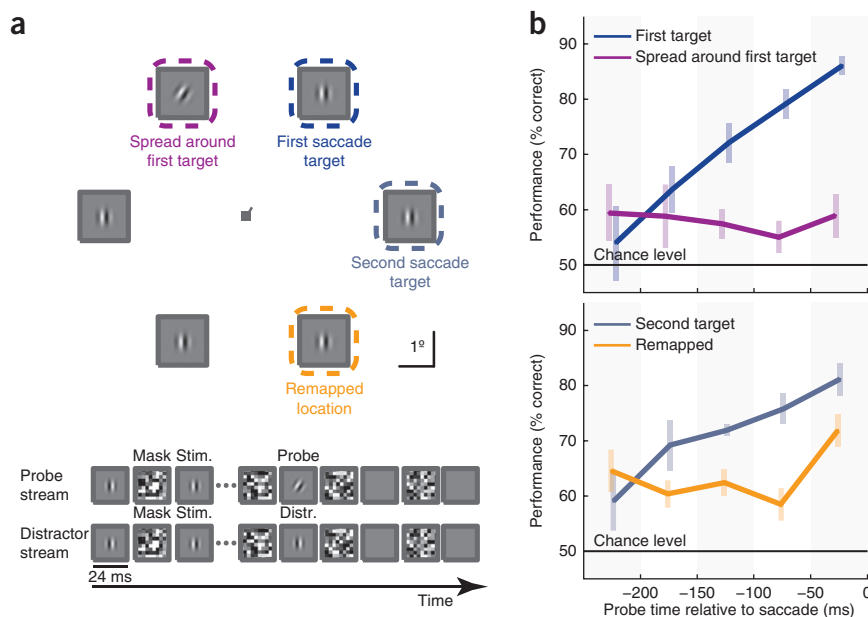 a
Spread around
first target
First saccade
target
Second saccade
target
Remapped
location
1º
Mask Stim.
Probe
Probe
stream
Mask Stim.
Distr.
Distractor
stream
24 ms
Time
b
First target
Spread around first target
Performance (% correct)
90
80
70
60
50
Chance level
Second target
Remapped
Performance (% correct)
90
80
70
60
50
Chance level
−200 −150 −100 −50 0
Probe time relative to saccade (ms)